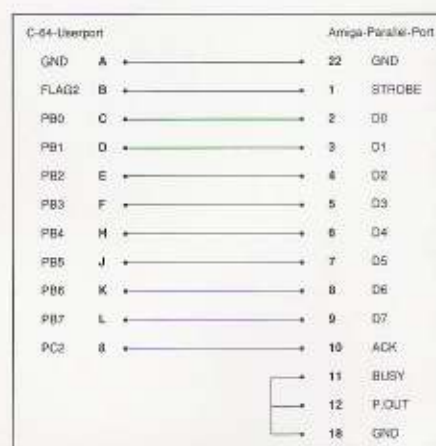 C-64-Userport Amiga-Parallel-Port
GND A 22 GND
FLAG2 B 1 STROBE
PB0 C 2 D0
PB1 D 3 D1
PB2 E 4 D2
PB3 F 5 D3
PB4 H 6 D4
PB5 J 7 D5
PB6 K 8 D6
PB7 L 9 D7
PC2 8 10 ACK
11 BUSY
12 P.OUT
18 GND